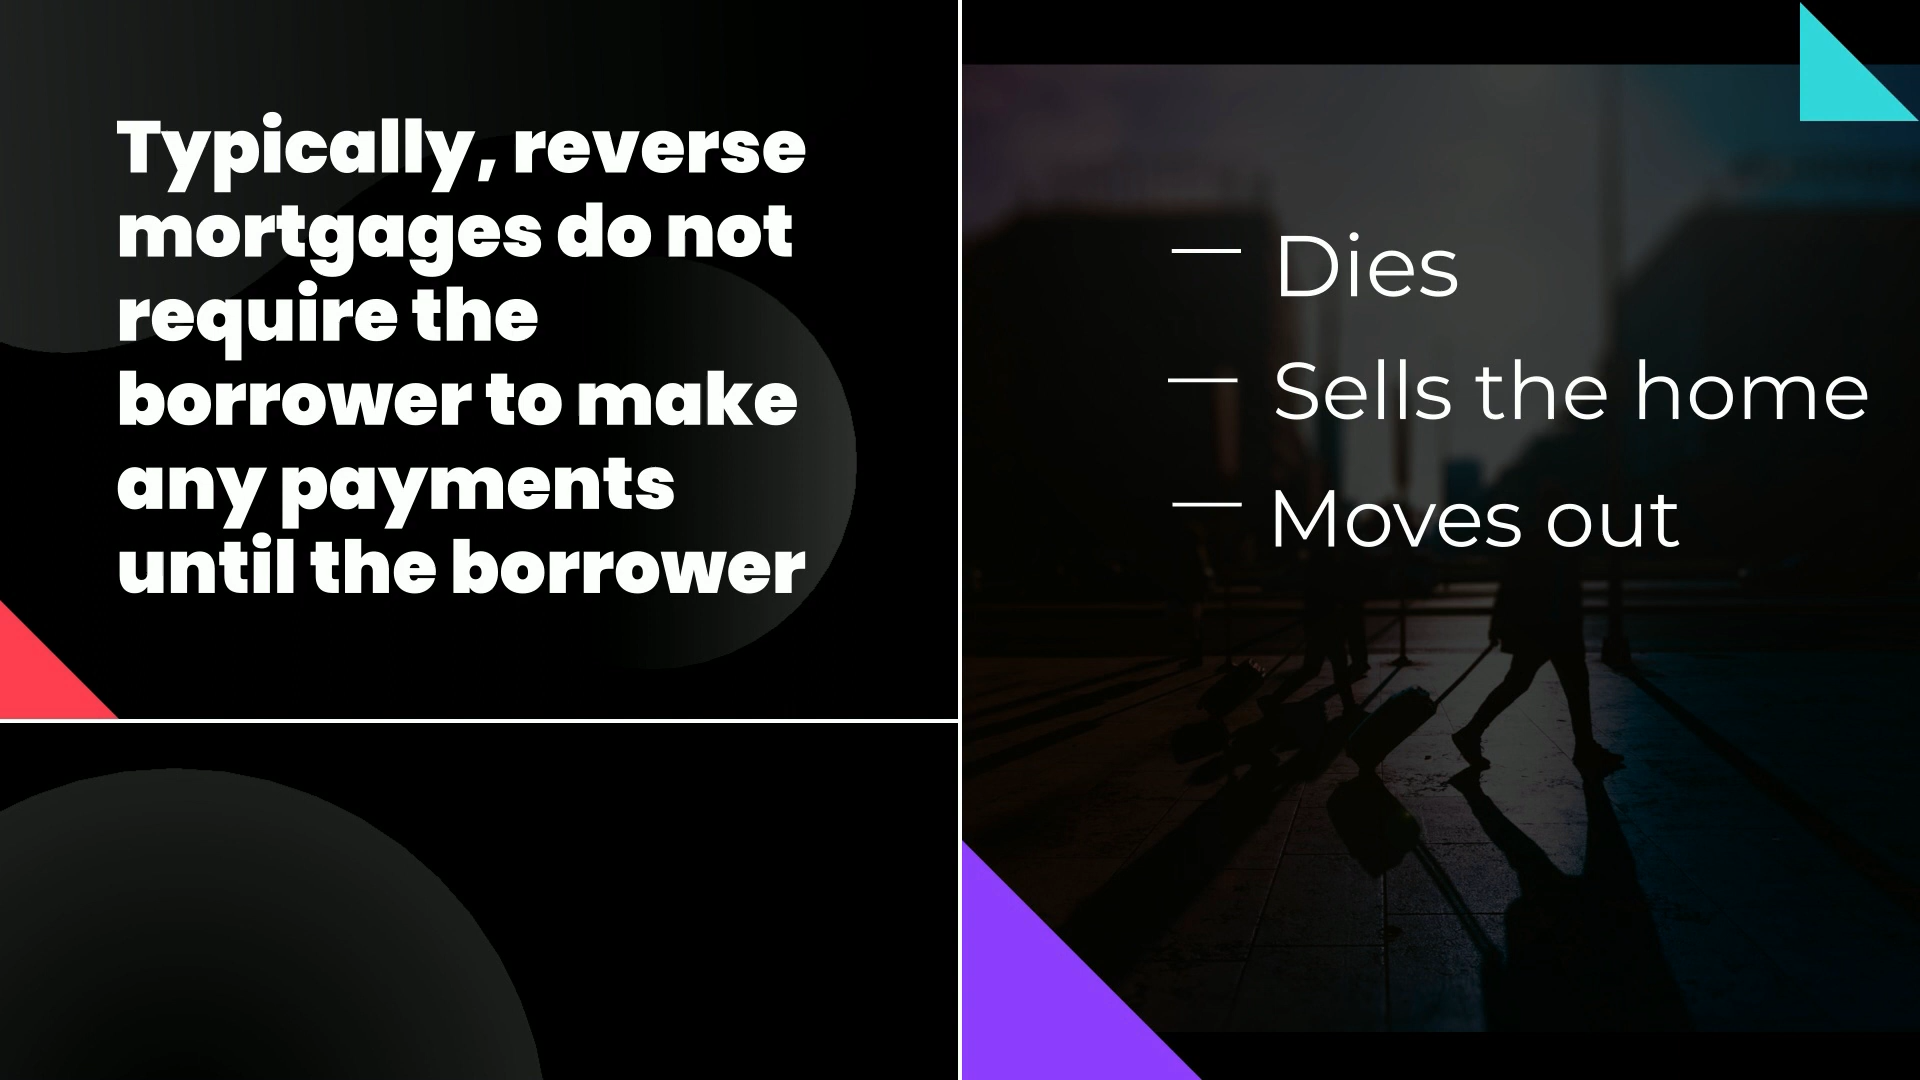 Typically, reverse
mortgages do not
require the
borrower to make
any payments
until the borrower
— Dies
— Sells the home
— Moves out